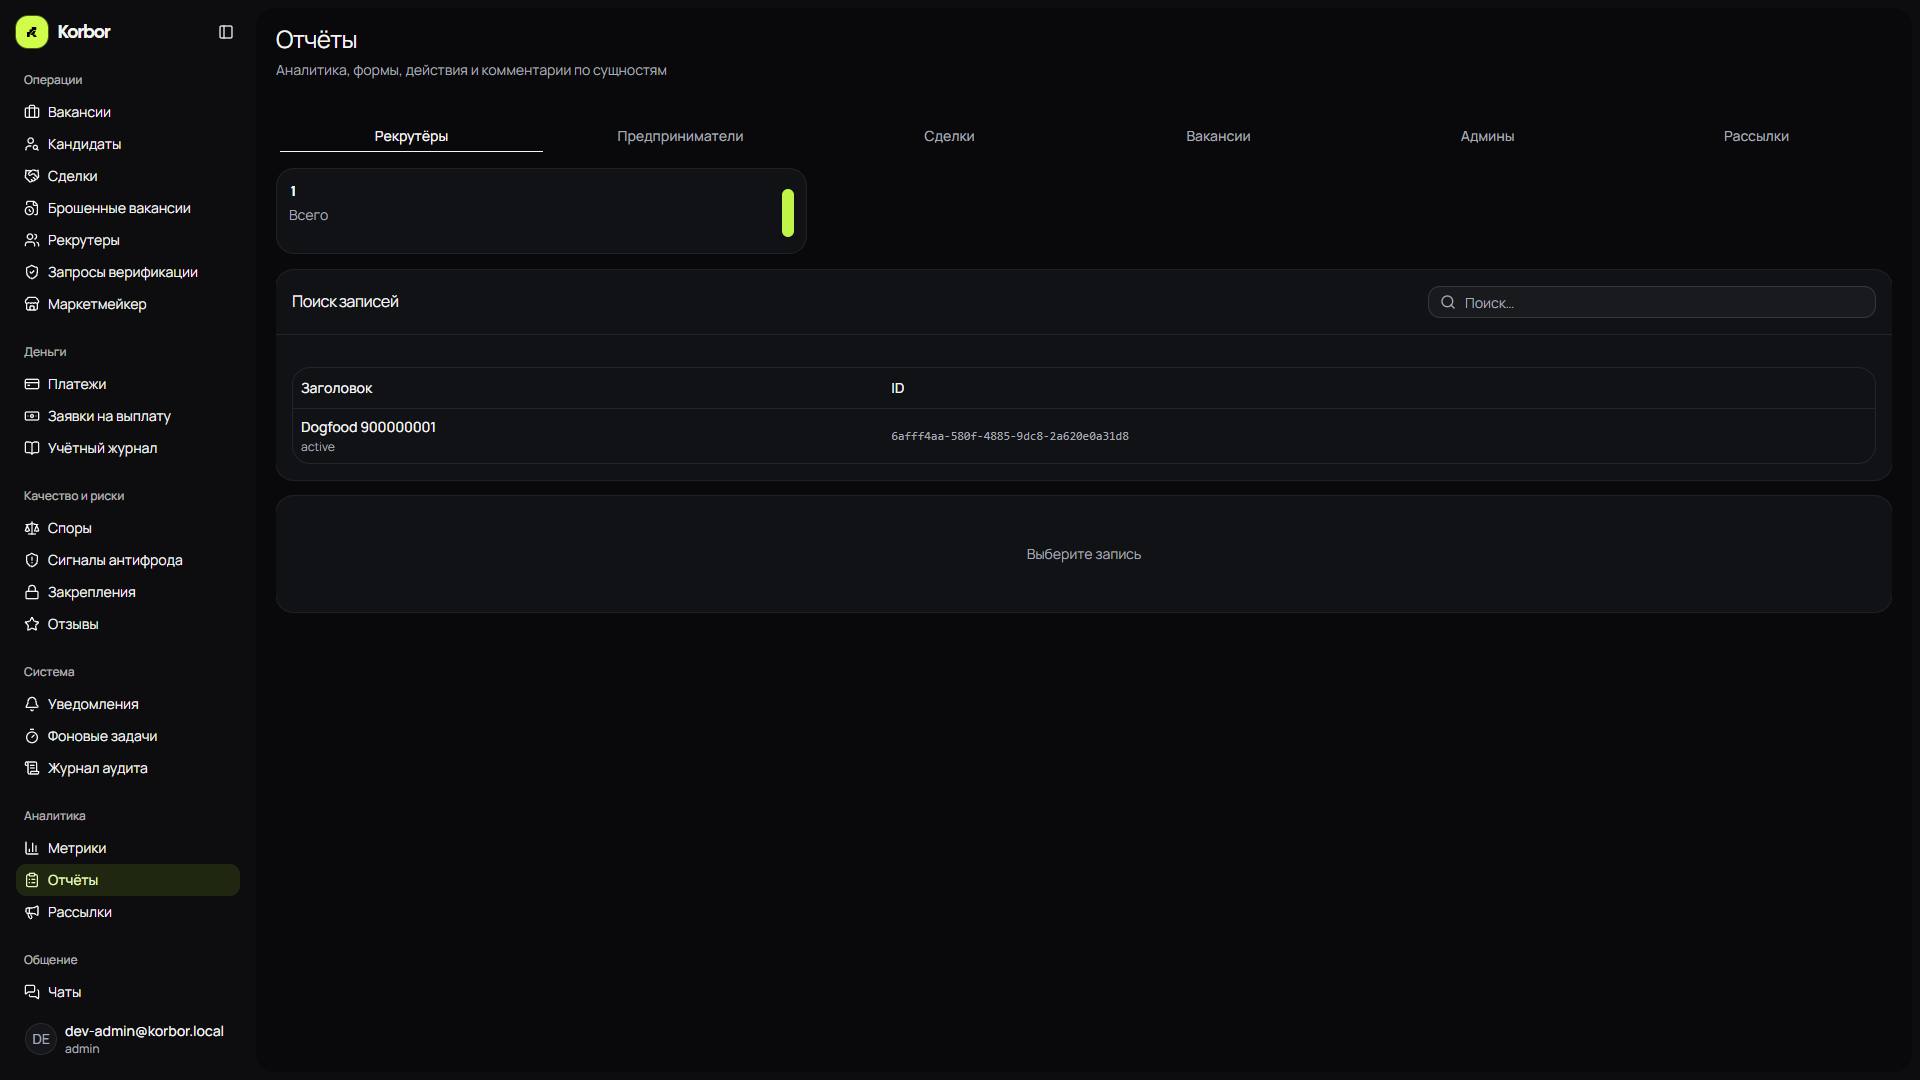 Korbor
Операции
Вакансии
Кандидаты
Сделки
Брошенные вакансии
Рекрутеры
Запросы верификации
Маркетмейкер
Деньги
Платежи
Заявки на выплату
Учётный журнал
Качество и риски
Споры
Сигналы антифрода
Закрепления
Отзывы
Система
Уведомления
Фоновые задачи
Журнал аудита
Аналитика
Метрики
Отчёты
Рассылки
Общение
Чаты
DE
dev-admin@korbor.local
admin
Отчёты
Аналитика, формы, действия и комментарии по сущностям
Рекрутёры Предприниматели Сделки Вакансии Админы Рассылки
1
Всего
Поиск записей
Поиск...
Заголовок ID
Dogfood 900000001
active
6afff4aa-580f-4885-9dc8-2a620e0a31d8
Выберите запись